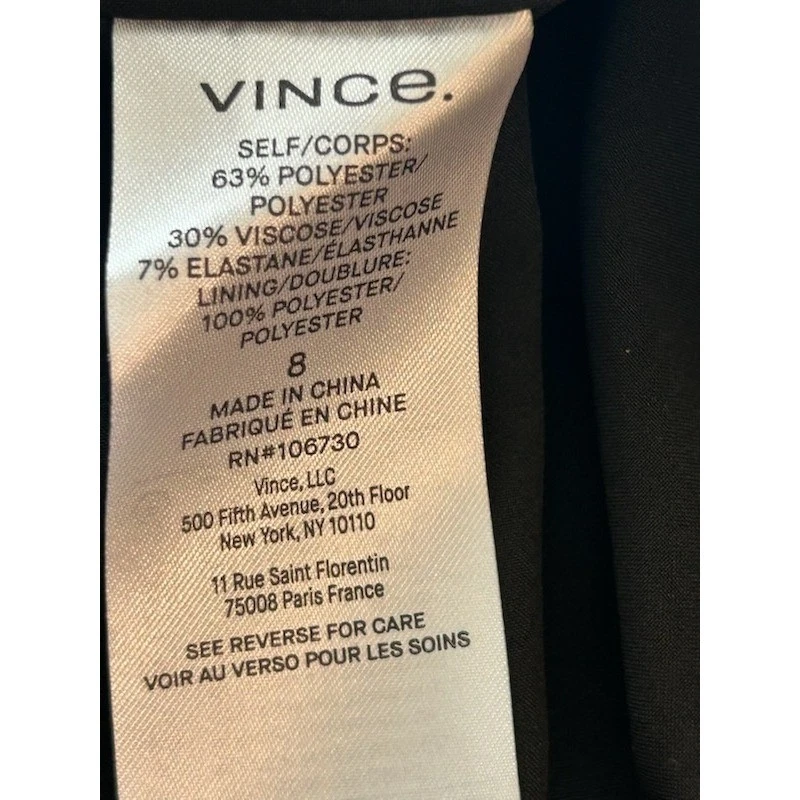 VINCe.
SELF/CORPS:
63% POLYESTER/
POLYESTER
30% VISCOSE/VISCOSE
7% ELASTANE/ÉLASTHANNE
LINING/DOUBLURE:
100% POLYESTER/
POLYESTER
8
MADE IN CHINA
FABRIQUÉ EN CHINE
RN#106730
Vince, LLC
500 Fifth Avenue, 20th Floor
New York, NY 10110
11 Rue Saint Florentin
75008 Paris France
SEE REVERSE FOR CARE
VOIR AU VERSO POUR LES SOINS